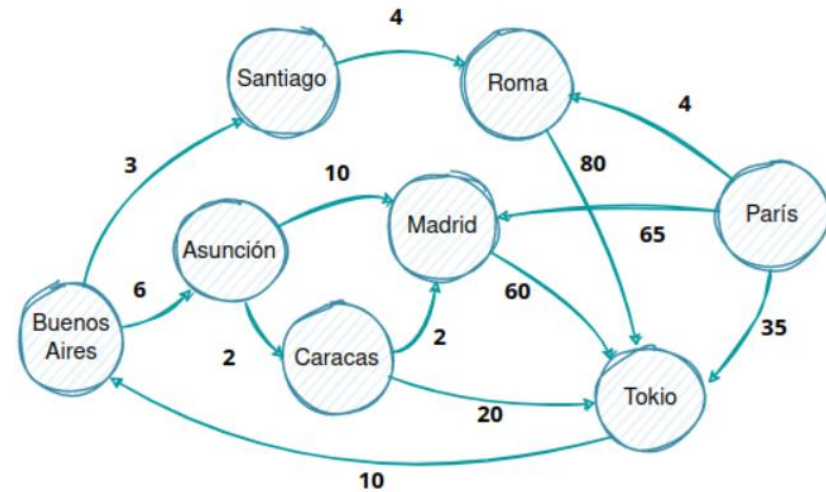 4
Santiago
Roma
4
3
10
80
Asunción
Madrid
París
65
6
60
Buenos
Aires
2
Caracas
2
35
20
Tokio
10